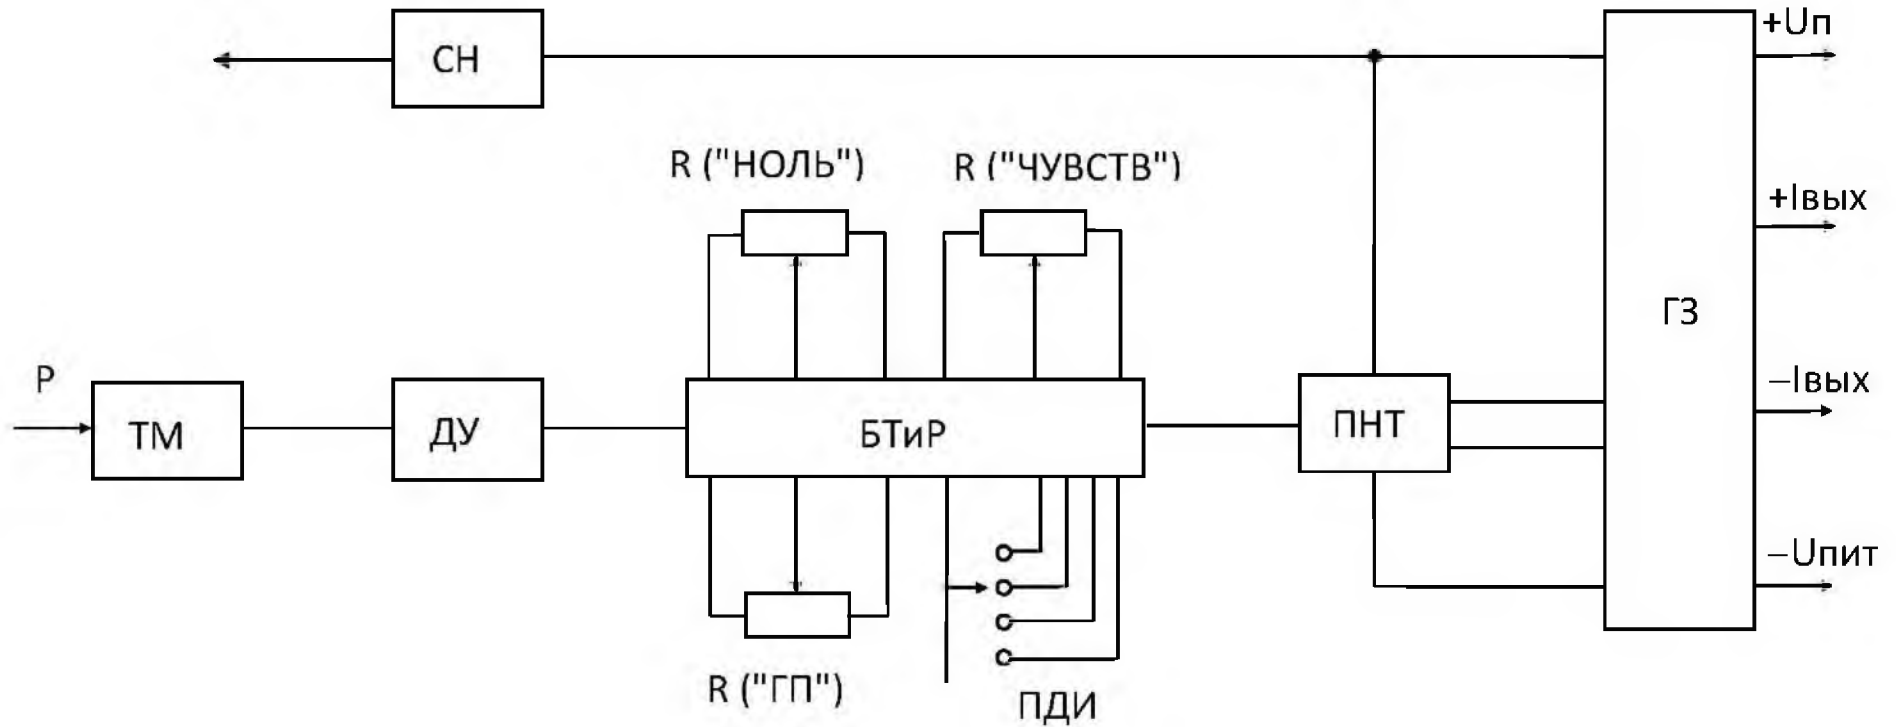 СН
+Uп
R ("НОЛЬ")
R ("ЧУВСТВ")
+Iвых
ГЗ
P
ТМ
ДУ
БТиР
ПНТ
–Iвых
–Uпит
R ("ГП")
ПДИ